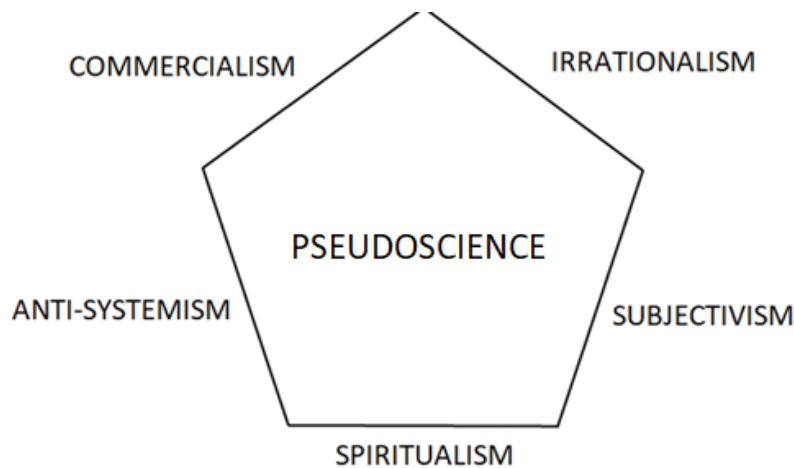 COMMERCIALISM
IRRATIONALISM
PSEUDOSCIENCE
ANTI-SYSTEMISM
SUBJECTIVISM
SPIRITUALISM